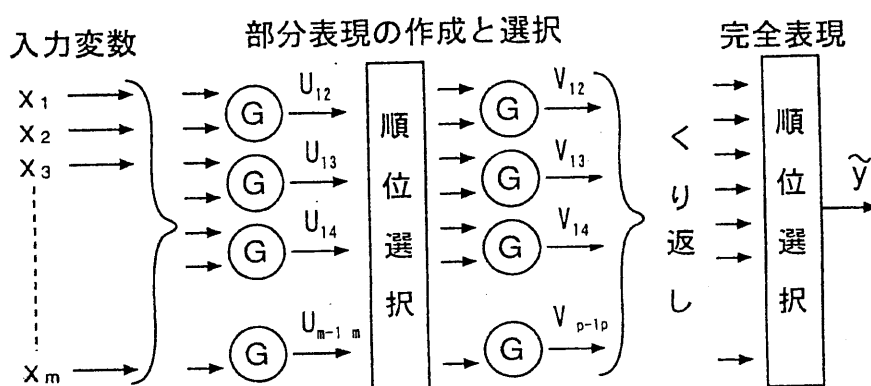 入力変数
部分表現の作成と選択
完全表現
x1
x2
x3
xm
G
G
G
G
U12
U13
U14
Um-1 m
順位選択
G
G
G
G
V12
V13
V14
Vp-1p
くり返し
順位選択
ỹ